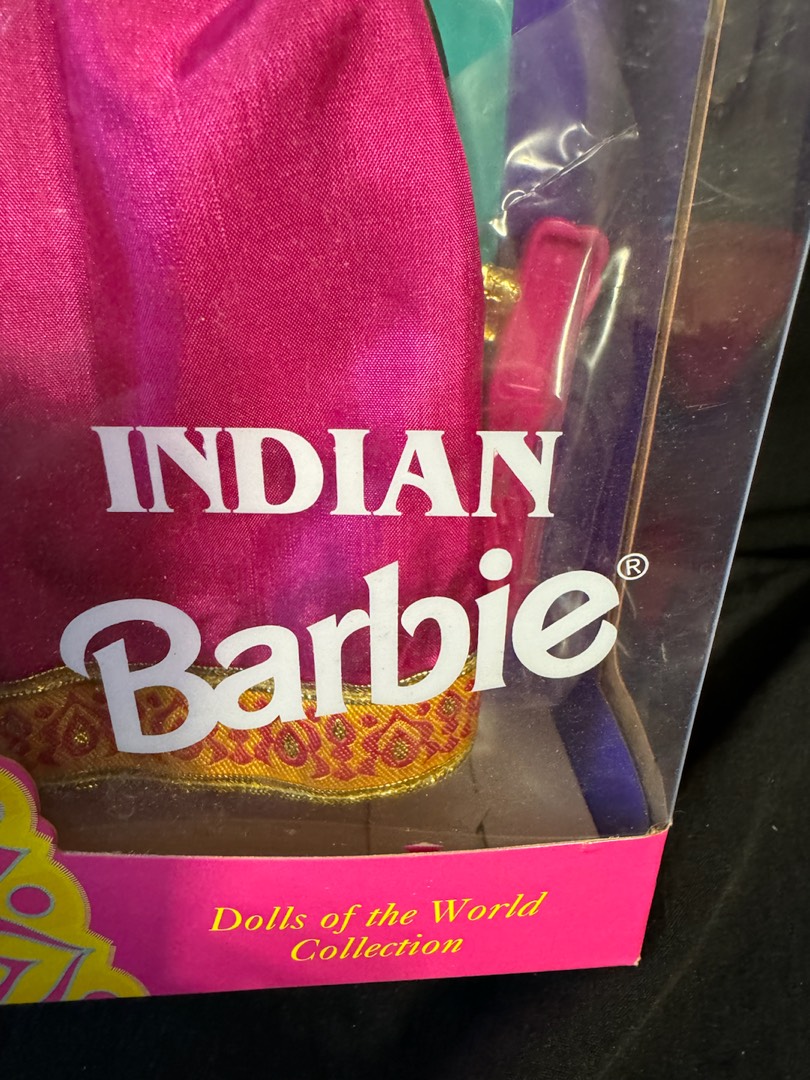 INDIAN
Barbie®
Dolls of the World
Collection